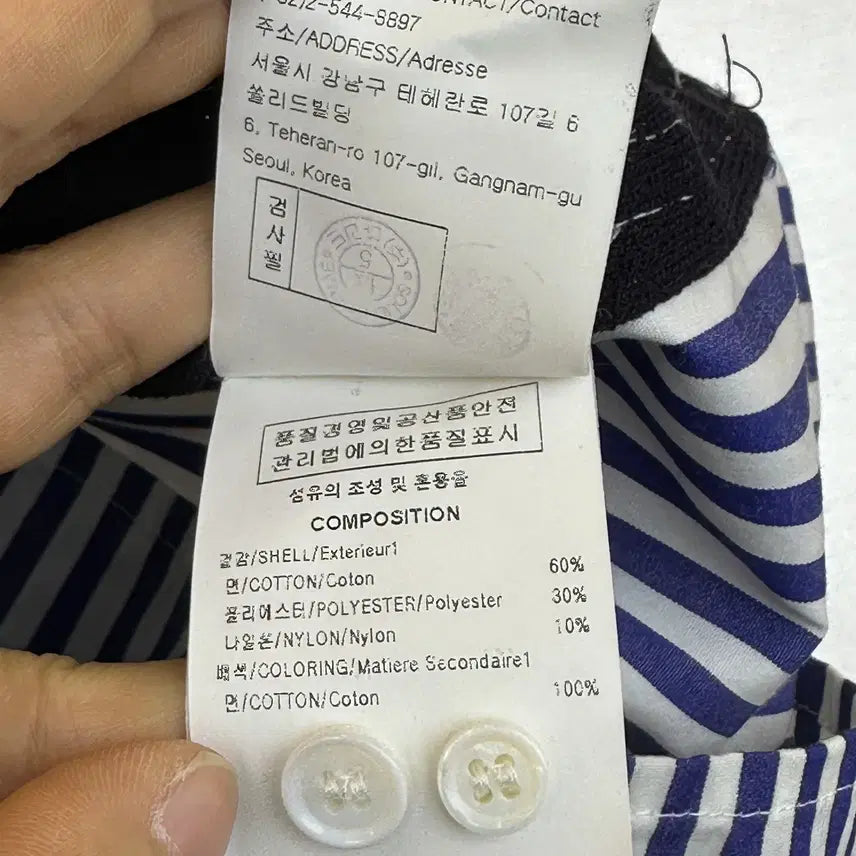 CONTACT/Contact
2-544-9897
주소/ADDRESS/Adresse
서울시 강남구 테헤란로 107길 6
쏠리드빌딩
6, Teheran-ro 107-gil, Gangnam-gu
Seoul, Korea
검사필
품질경영및공산품안전
관리법에의한품질표시
섬유의 조성 및 혼용율
COMPOSITION
겉감/SHELL/Exterieur1
면/COTTON/Coton 60%
폴리에스터/POLYESTER/Polyester 30%
나일론/NYLON/Nylon 10%
배색/COLORING/Matiere Secondaire1
면/COTTON/Coton 100%